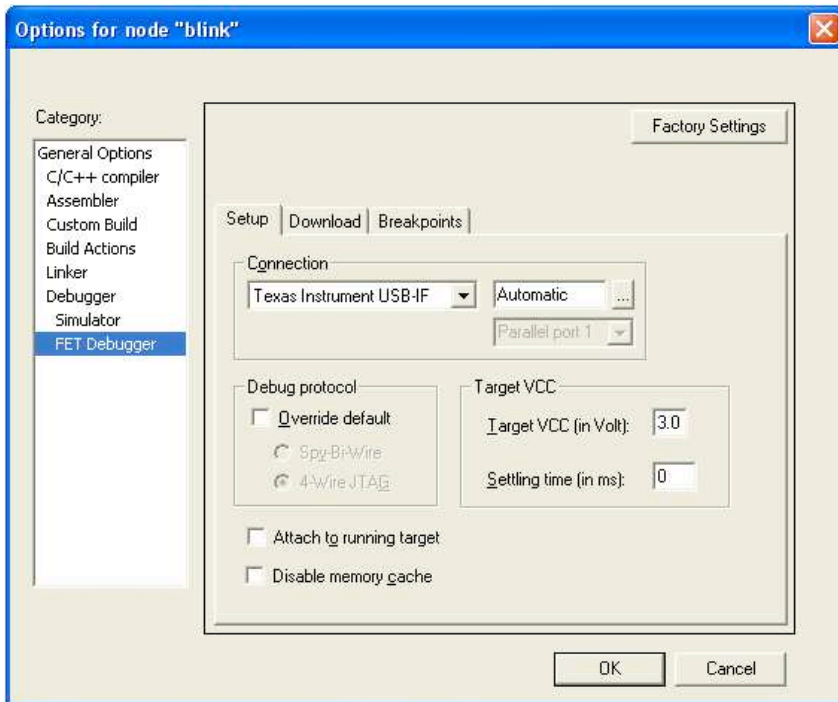 Options for node "blink"
Category:
Factory Settings
General Options
C/C++ compiler
Assembler
Custom Build
Build Actions
Linker
Debugger
Simulator
FET Debugger
Setup
Download
Breakpoints
Connection
Texas Instrument USB-IF
Automatic
...
Parallel port 1
Debug protocol
Override default
Spy-Bi-Wire
4-Wire JTAG
Target VCC
Target VCC (in Volt):
3.0
Settling time (in ms):
0
Attach to running target
Disable memory cache
OK
Cancel